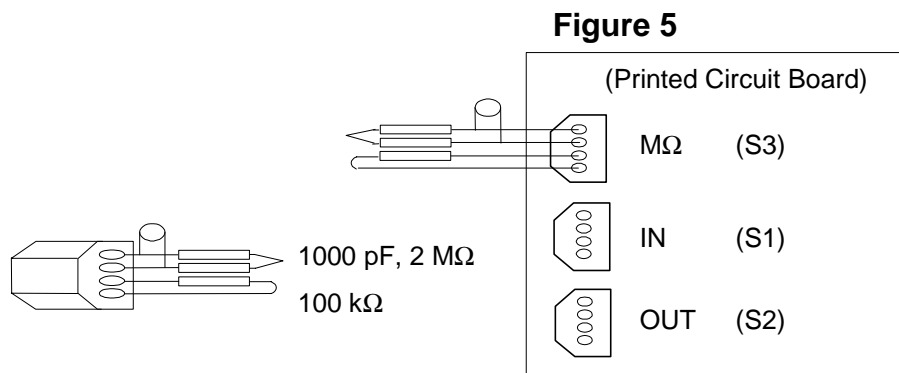 Figure 5
(Printed Circuit Board)
MΩ (S3)
IN (S1)
1000 pF, 2 MΩ
100 kΩ
OUT (S2)